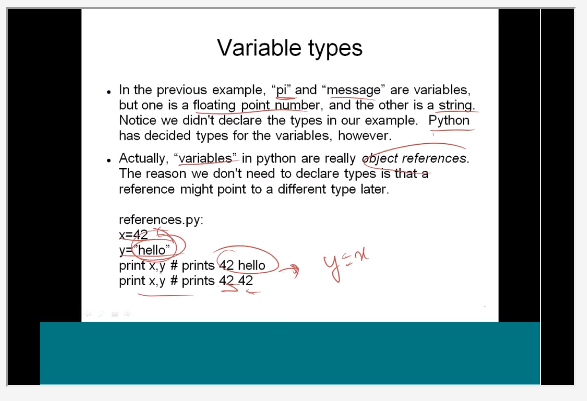 Variable types
• In the previous example, "pi" and "message" are variables,
but one is a floating point number, and the other is a string.
Notice we didn't declare the types in our example. Python
has decided types for the variables, however.
• Actually, "variables" in python are really object references.
The reason we don't need to declare types is that a
reference might point to a different type later.
references.py:
x=42
y="hello"
print x,y # prints 42 hello
print x,y # prints 42 42
y=x